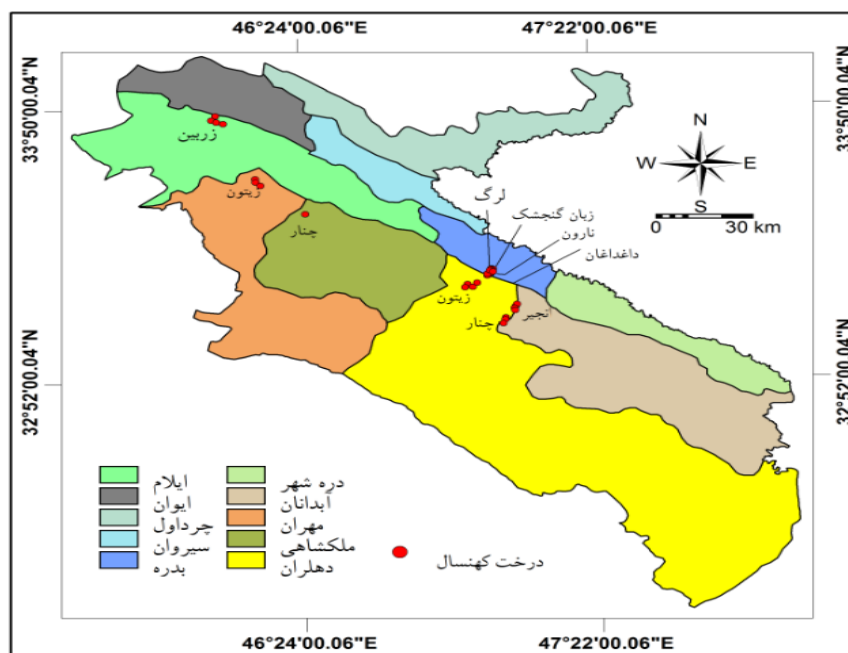 46°24'00.06"E
47°22'00.06"E
33°50'00.04"N
33°50'00.04"N
زربین
N
W E
S
0 30 km
زیتون
لرگ
زبان گنجشک
نارون
داغداغان
چنار
زیتون
انجیر
چنار
32°52'00.04"N
32°52'00.04"N
ایلام
ایوان
چرداول
سیروان
بدره
دره شهر
آبدانان
مهران
ملکشاهی
دهلران
درخت کهنسال
46°24'00.06"E
47°22'00.06"E